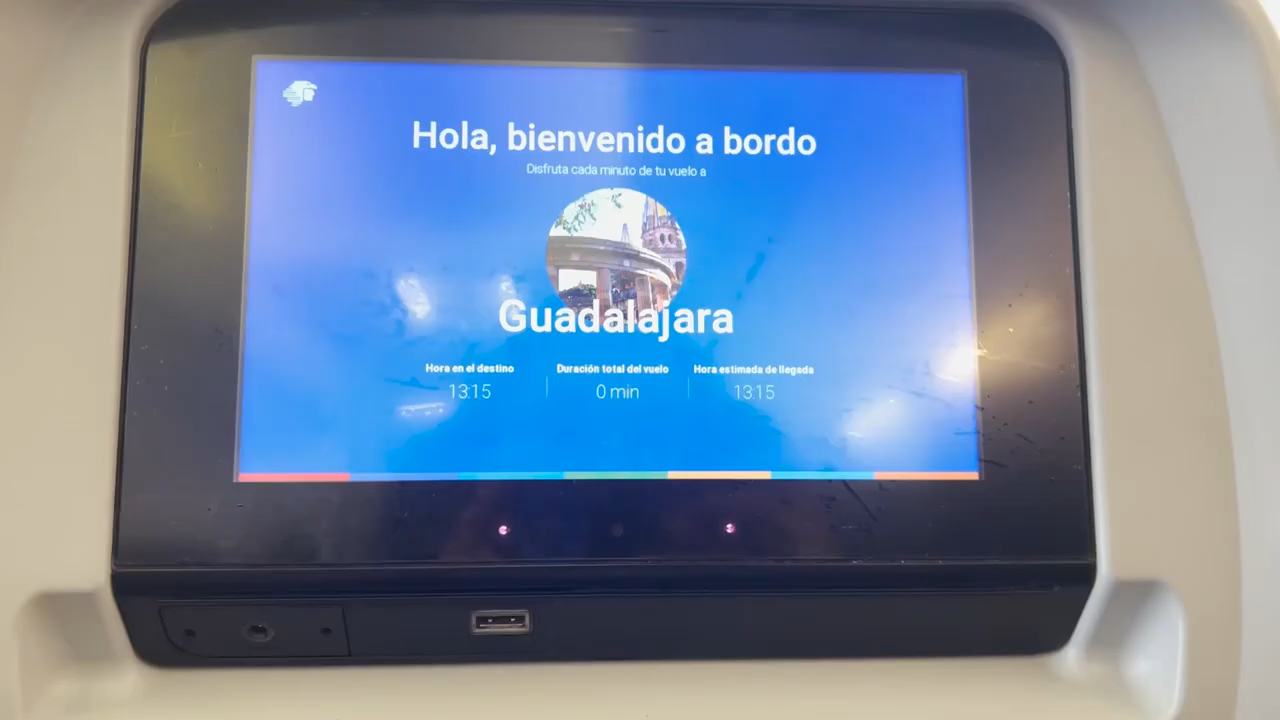 Hola, bienvenido a bordo
Disfruta cada minuto de tu vuelo a
Guadalajara
Hora en el destino
13:15
Duración total del vuelo
0 min
Hora estimada de llegada
13:15